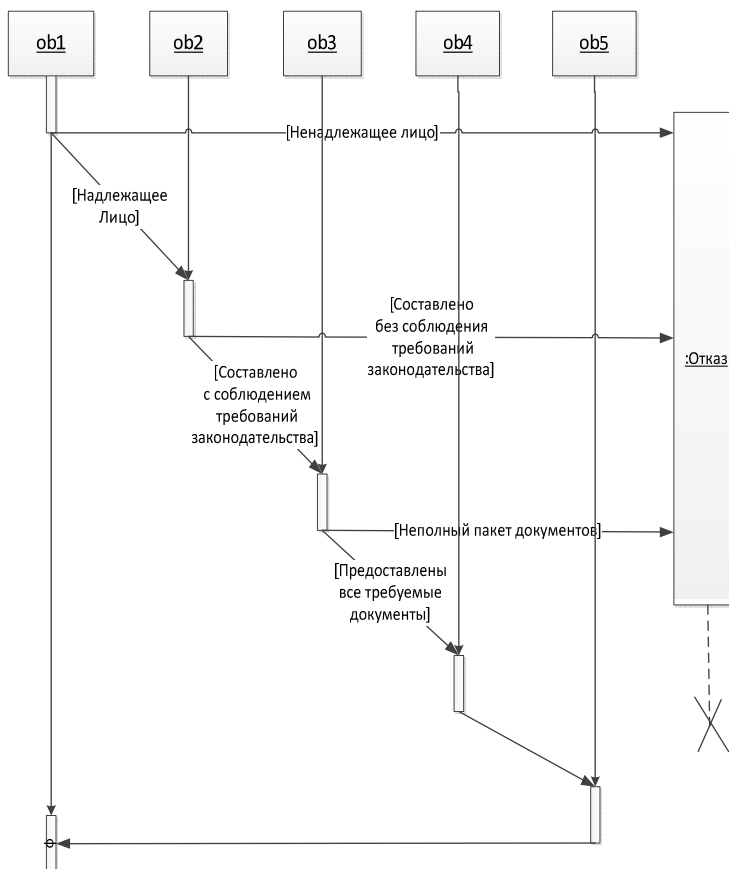 ob1
ob2
ob3
ob4
ob5
[Ненадлежащее лицо]
[Надлежащее
Лицо]
[Составлено
без соблюдения
требований
законодательства]
:Отказ
[Составлено
с соблюдением
требований
законодательства]
[Неполный пакет документов]
[Предоставлены
все требуемые
документы]